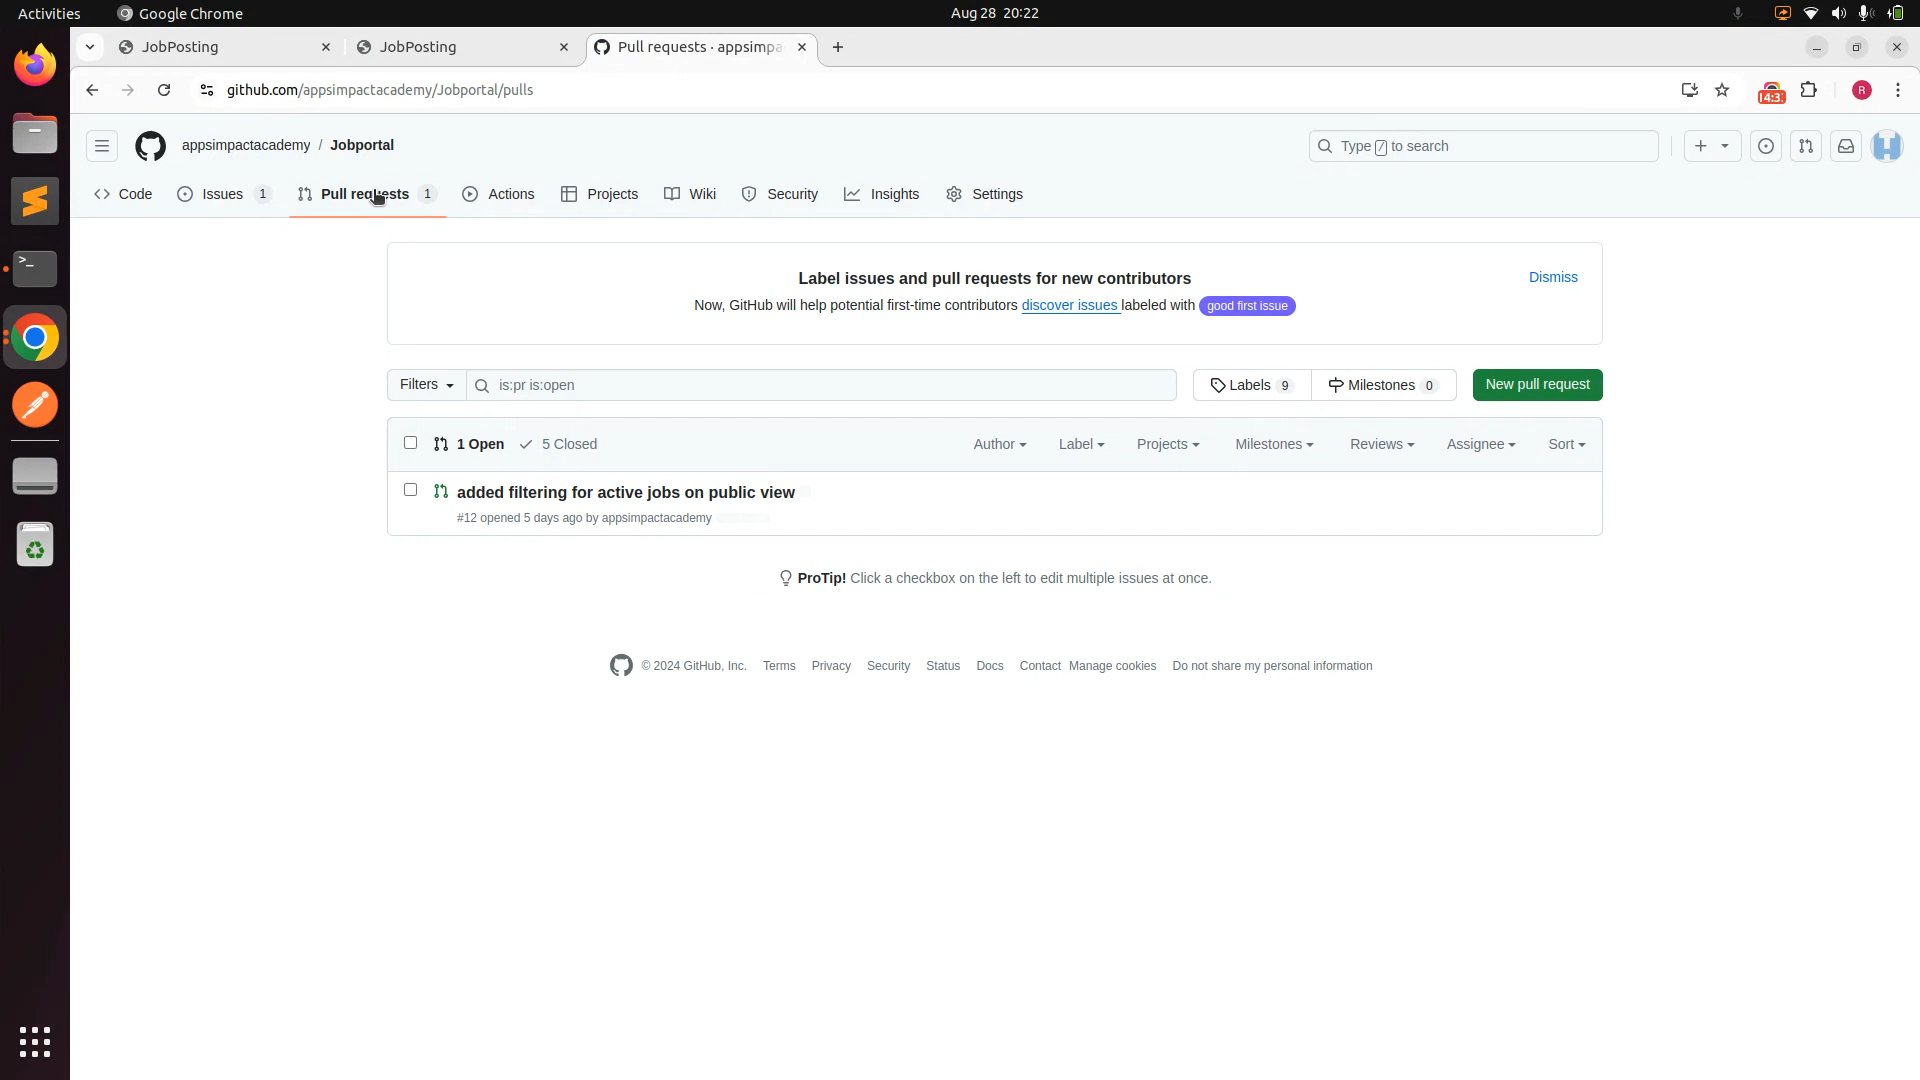 Activities Google Chrome Aug 28 20:22
JobPosting JobPosting Pull requests · appsimpa
github.com/appsimpactacademy/Jobportal/pulls 14:3 R
appsimpactacademy / Jobportal Type / to search
Code Issues 1 Pull requests 1 Actions Projects Wiki Security Insights Settings
Label issues and pull requests for new contributors
Dismiss
Now, GitHub will help potential first-time contributors discover issues labeled with good first issue
Filters is:pr is:open Labels 9 Milestones 0 New pull request
1 Open 5 Closed Author Label Projects Milestones Reviews Assignee Sort
added filtering for active jobs on public view
#12 opened 5 days ago by appsimpactacademy
ProTip! Click a checkbox on the left to edit multiple issues at once.
© 2024 GitHub, Inc. Terms Privacy Security Status Docs Contact Manage cookies Do not share my personal information